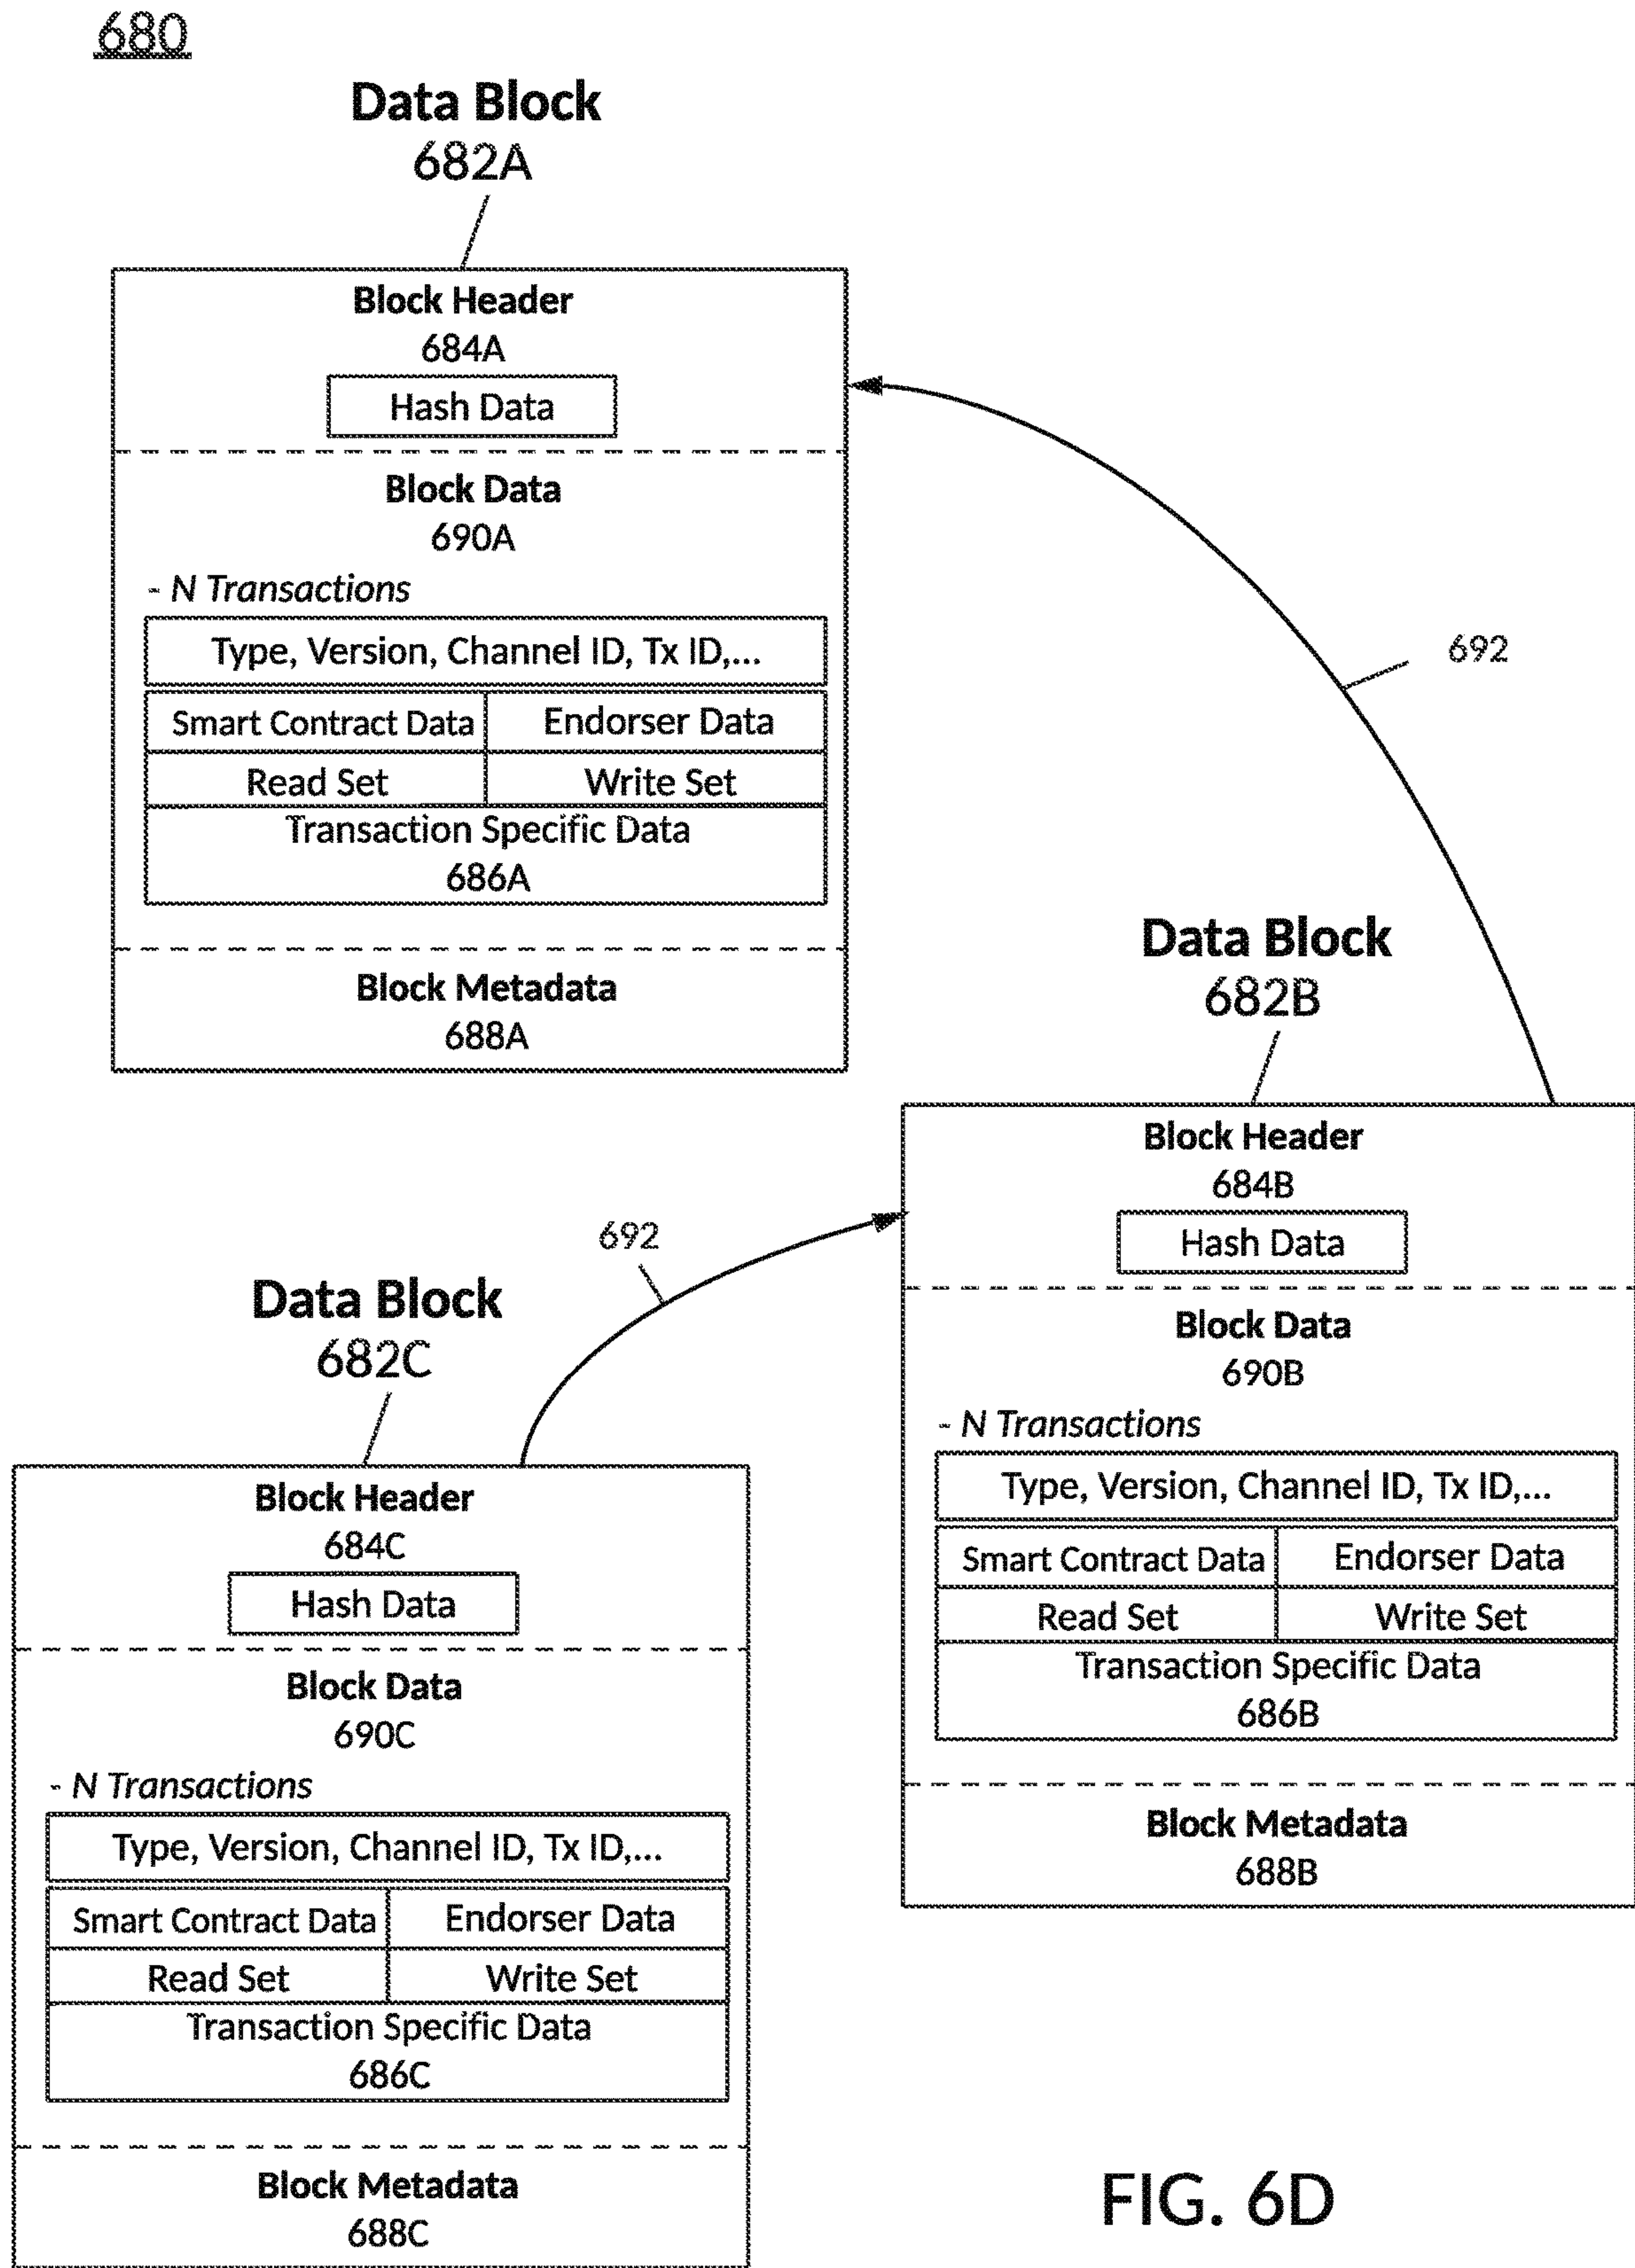 680
Data Block
682A
Block Header
684A
Hash Data
Block Data
690A
- N Transactions
Type, Version, Channel ID, Tx ID,...
Smart Contract Data Endorser Data
Read Set Write Set
Transaction Specific Data
686A
Block Metadata
688A
692
Data Block
682B
Block Header
684B
Hash Data
Block Data
690B
- N Transactions
Type, Version, Channel ID, Tx ID,...
Smart Contract Data Endorser Data
Read Set Write Set
Transaction Specific Data
686B
Block Metadata
688B
692
Data Block
682C
Block Header
684C
Hash Data
Block Data
690C
- N Transactions
Type, Version, Channel ID, Tx ID,...
Smart Contract Data Endorser Data
Read Set Write Set
Transaction Specific Data
686C
Block Metadata
688C
FIG. 6D